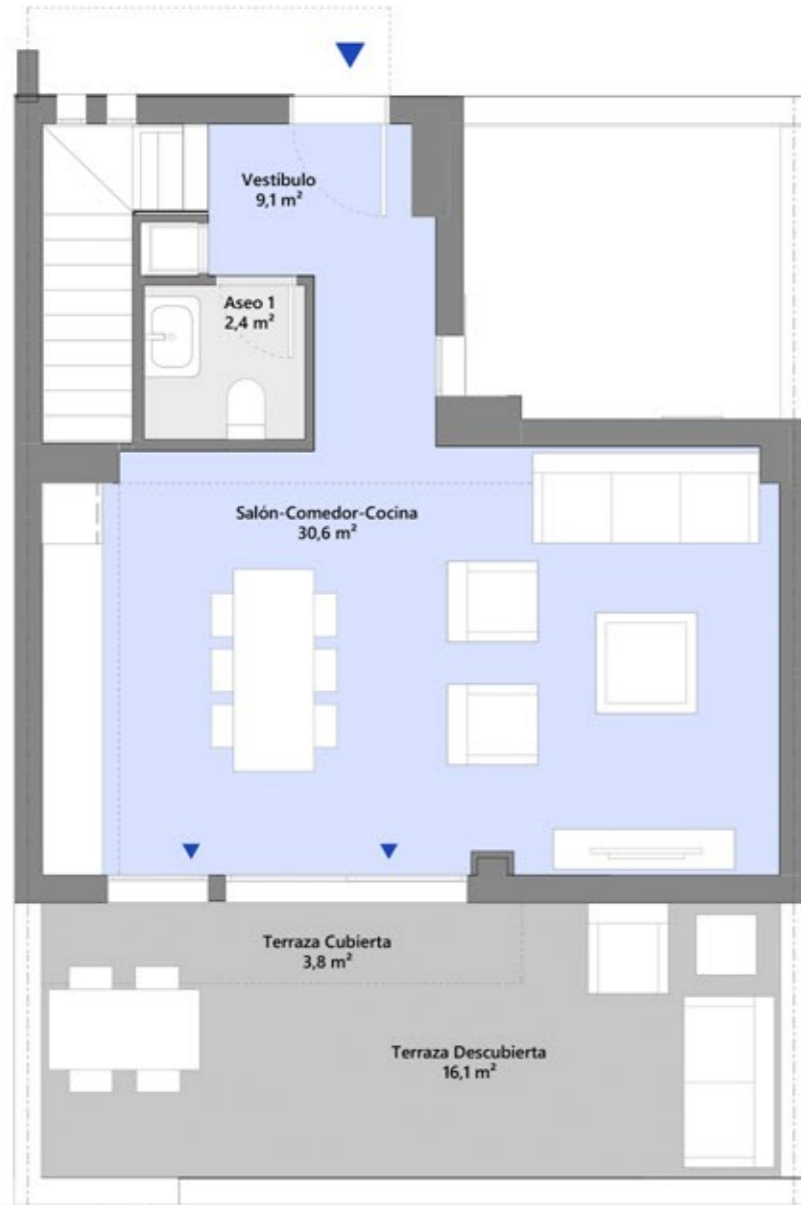 Vestíbulo
9,1 m²
Aseo 1
2,4 m²
Salón-Comedor-Cocina
30,6 m²
Terraza Cubierta
3,8 m²
Terraza Descubierta
16,1 m²